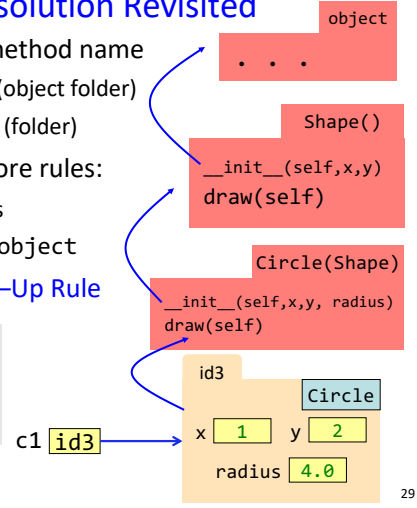 solution Revisited
method name
(object folder)
(folder)
ore rules:
s
object
–Up Rule
object
. . .
Shape()
__init__(self,x,y)
draw(self)
Circle(Shape)
__init__(self,x,y, radius)
draw(self)
id3
Circle
c1 id3
x 1 y 2
radius 4.0
29